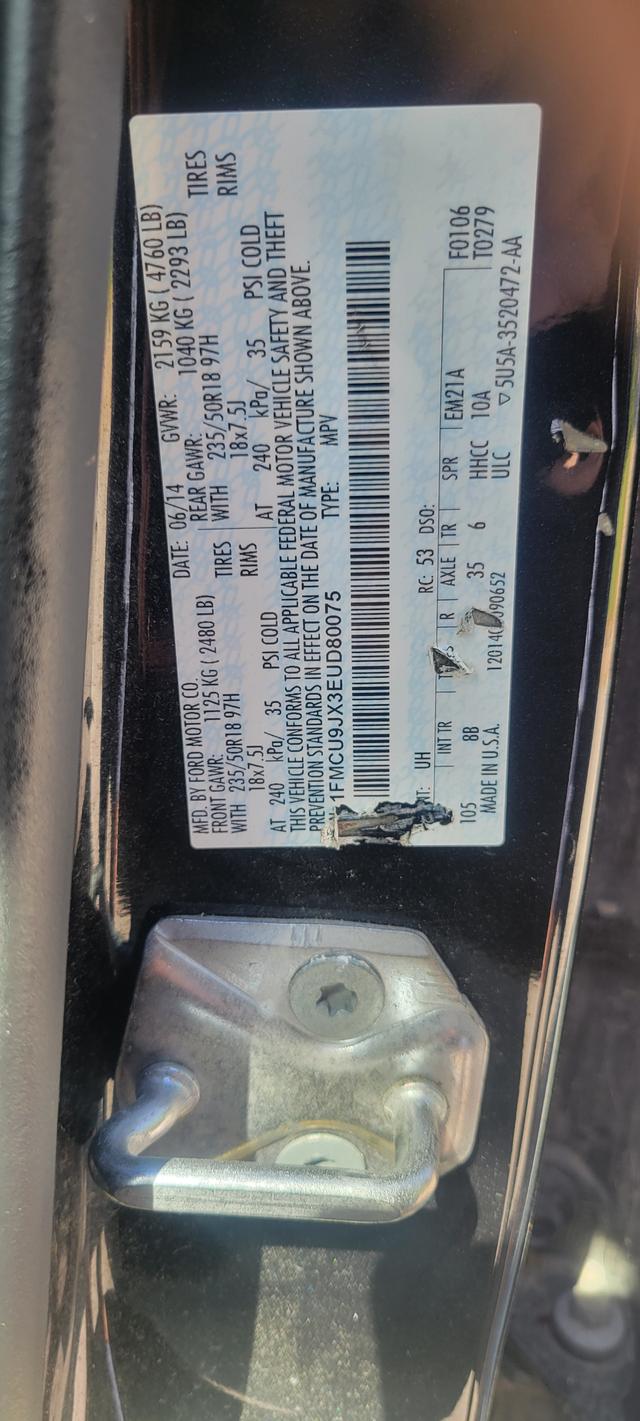 MFD. BY FORD MOTOR CO.
DATE: 06/14 GVWR: 2159 KG ( 4760 LB)
FRONT GAWR: 1125 KG ( 2480 LB) REAR GAWR: 1040 KG ( 2293 LB)
WITH 235/50R18 97H TIRES WITH 235/50R18 97H TIRES
18x7.5J RIMS 18x7.5J RIMS
AT 240 kPa/ 35 PSI COLD AT 240 kPa/ 35 PSI COLD
THIS VEHICLE CONFORMS TO ALL APPLICABLE FEDERAL MOTOR VEHICLE SAFETY AND THEFT
PREVENTION STANDARDS IN EFFECT ON THE DATE OF MANUFACTURE SHOWN ABOVE.
1FMCU9JX3EUD80075 TYPE: MPV
UH RC: 53 DSO: F0106
INT TR R AXLE TR SPR EM21A T0279
105 8B 35 6 HHCC 10A
MADE IN U.S.A. ULC ▽5U5A-3520472-AA